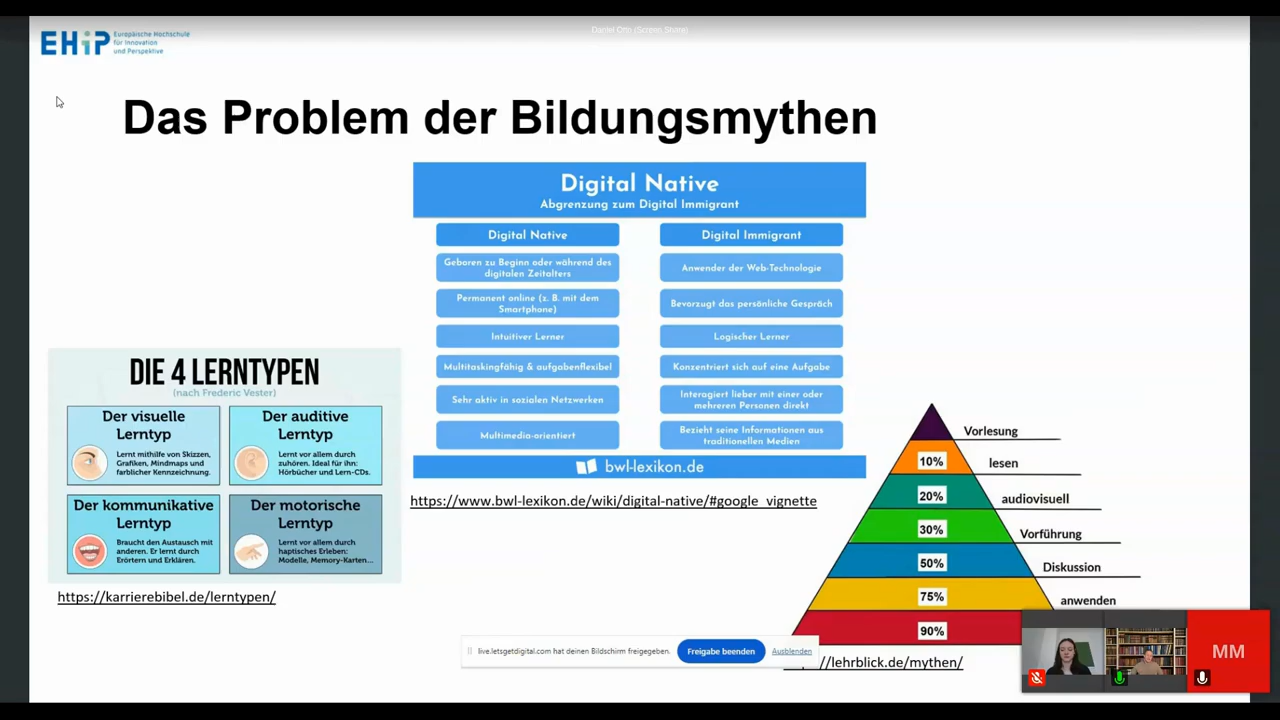 EHiP
Europäische Hochschule
für Innovation
und Perspektive
Daniel Otto (Screen Share)
Das Problem der Bildungsmythen
Digital Native
Abgrenzung zum Digital Immigrant
Digital Native
Geboren zu Beginn oder während des
digitalen Zeitalters
Permanent online (z. B. mit dem
Smartphone)
Intuitiver Lerner
Multitaskingfähig & aufgabenflexibel
Sehr aktiv in sozialen Netzwerken
Multimedia-orientiert
Digital Immigrant
Anwender der Web-Technologie
Bevorzugt das persönliche Gespräch
Logischer Lerner
Konzentriert sich auf eine Aufgabe
Interagiert lieber mit einer oder
mehreren Personen direkt
Bezieht seine Informationen aus
traditionellen Medien
bwl-lexikon.de
https://www.bwl-lexikon.de/wiki/digital-native/#google_vignette
DIE 4 LERNTYPEN
(nach Frederic Vester)
Der visuelle
Lerntyp
Lernt mithilfe von Skizzen,
Grafiken, Mindmaps und
farblicher Kennzeichnung.
Der auditive
Lerntyp
Lernt vor allem durch
zuhören. Ideal für ihn:
Hörbücher und Lern-CDs.
Der kommunikative
Lerntyp
Braucht den Austausch mit
anderen. Er lernt durch
Erörtern und Erklären.
Der motorische
Lerntyp
Lernt vor allem durch
haptisches Erleben:
Modelle, Memory-Karten...
https://karrierebibel.de/lerntypen/
Vorlesung
10% lesen
20% audiovisuell
30% Vorführung
50% Diskussion
75% anwenden
90%
lehrblick.de/mythen/
live.letsgetdigital.com hat deinen Bildschirm freigegeben.
Freigabe beenden
Ausblenden
MM